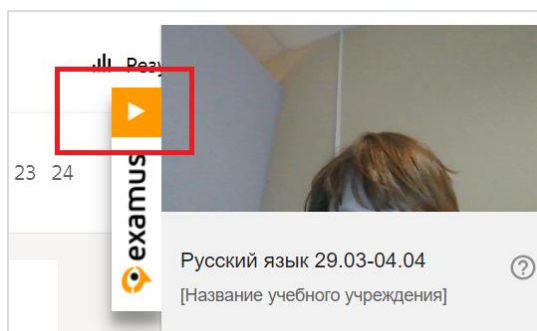 Резу
23 24
examus
Русский язык 29.03-04.04
[Название учебного учреждения]